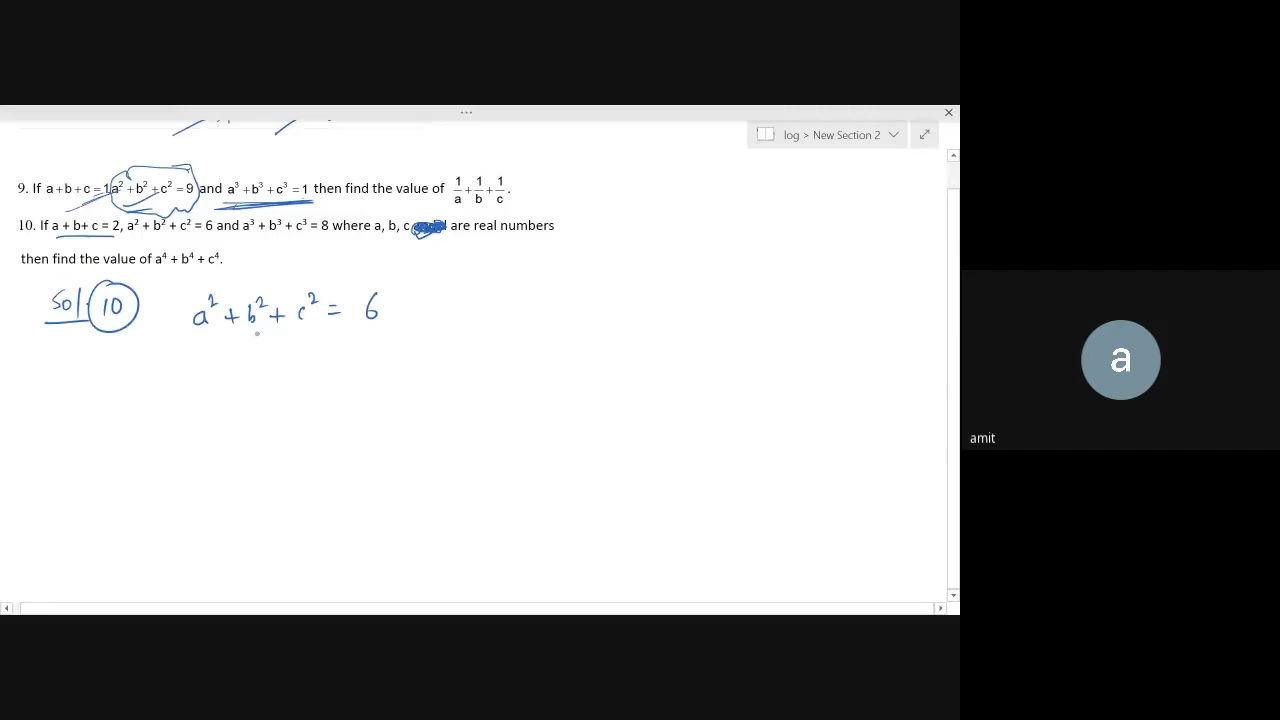 log > New Section 2
9. If a + b + c = 1 a² + b² + c² = 9 and a³ + b³ + c³ = 1 then find the value of 1/a + 1/b + 1/c.
10. If a + b+ c = 2, a² + b² + c² = 6 and a³ + b³ + c³ = 8 where a, b, c are real numbers
then find the value of a⁴ + b⁴ + c⁴.
Sol. 10 a² + b² + c² = 6
a
amit